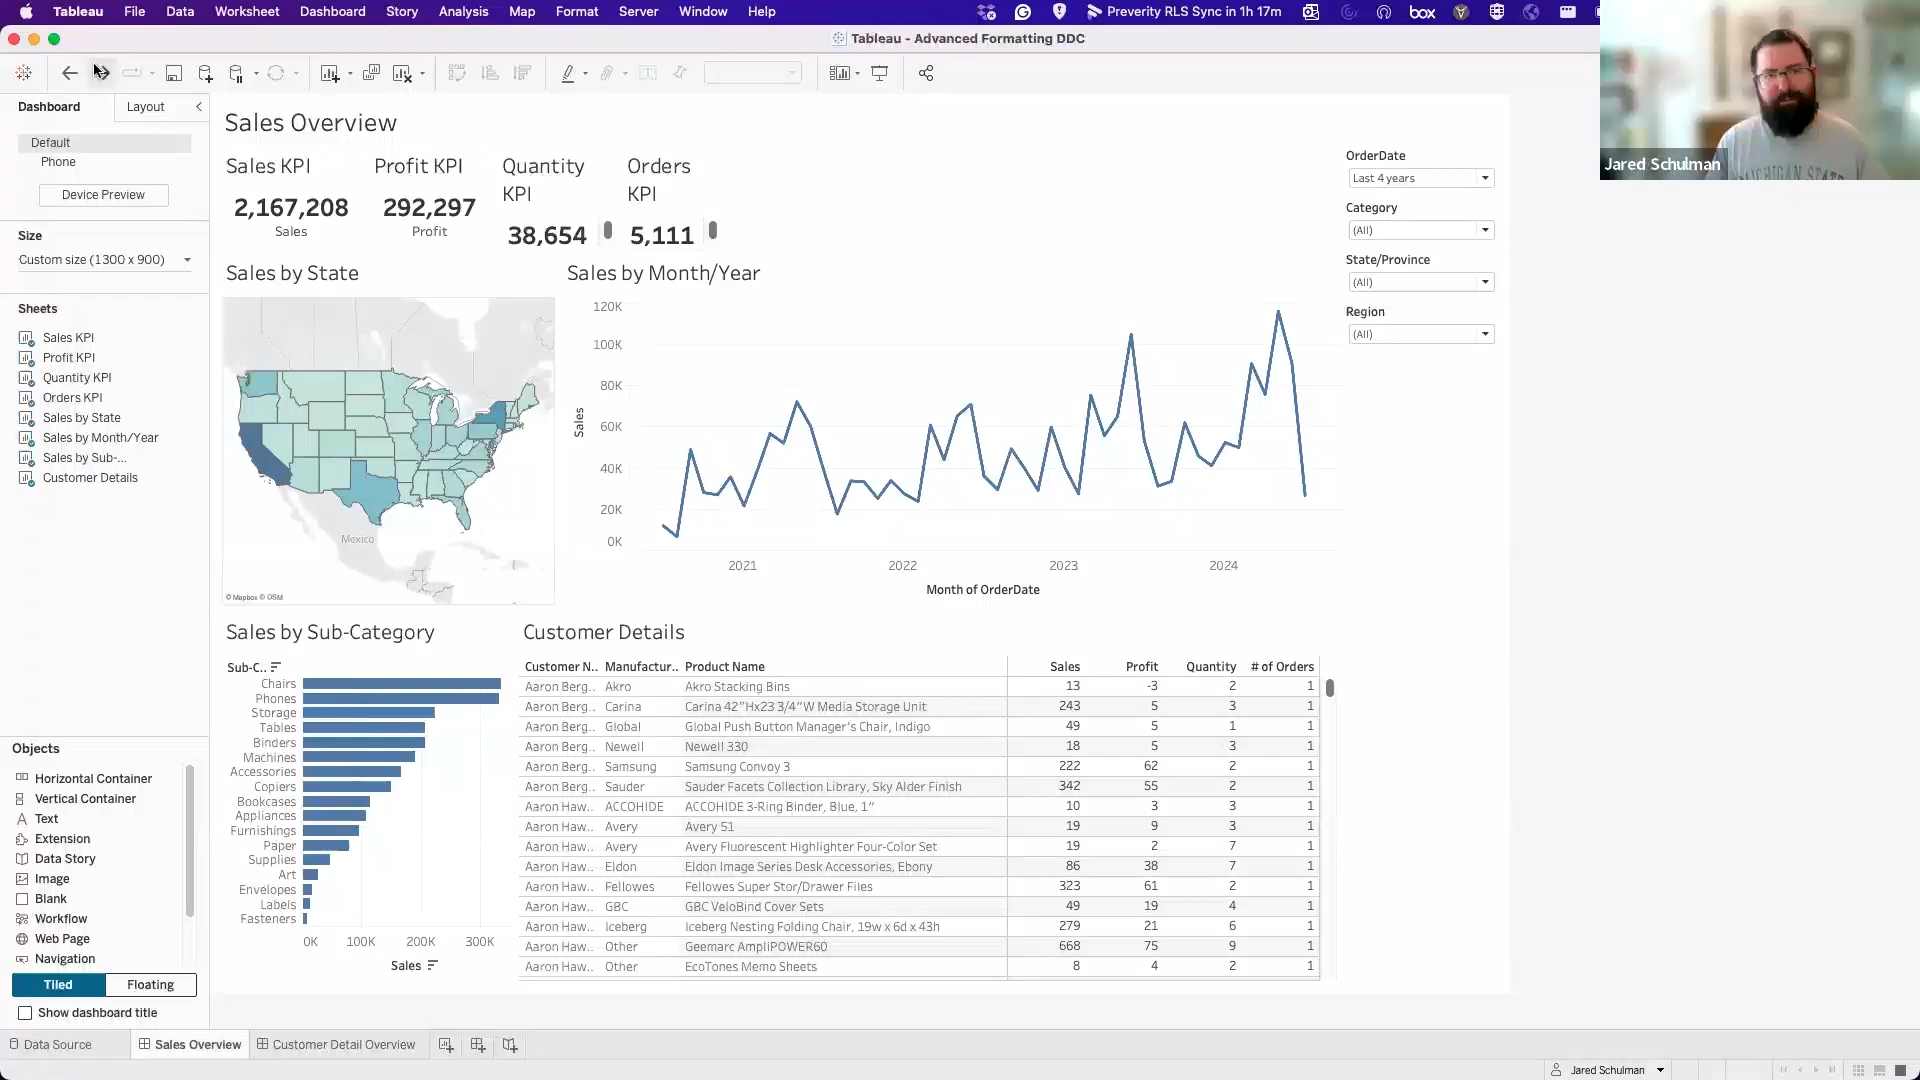 Tableau File Data Worksheet Dashboard Story Analysis Map Format Server Window Help
Preverity RLS Sync in 1h 17m
box
Tableau - Advanced Formatting DDC
Dashboard Layout
Default
Phone
Device Preview
Size
Custom size (1300 x 900)
Sheets
Sales KPI
Profit KPI
Quantity KPI
Orders KPI
Sales by State
Sales by Month/Year
Sales by Sub-...
Customer Details
Objects
Horizontal Container
Vertical Container
Text
Extension
Data Story
Image
Blank
Workflow
Web Page
Navigation
Tiled Floating
Show dashboard title
Sales Overview
Sales KPI
2,167,208
Sales
Profit KPI
292,297
Profit
Quantity
KPI
38,654
Orders
KPI
5,111
OrderDate
Last 4 years
Category
(All)
State/Province
(All)
Region
(All)
Jared Schulman
MICHIGAN STATE
Sales by State
Mexico
© Mapbox © OSM
Sales by Month/Year
120K
100K
80K
60K
40K
20K
0K
Sales
2021 2022 2023 2024
Month of OrderDate
Sales by Sub-Category
Sub-C..
Chairs
Phones
Storage
Tables
Binders
Machines
Accessories
Copiers
Bookcases
Appliances
Furnishings
Paper
Supplies
Art
Envelopes
Labels
Fasteners
0K 100K 200K 300K
Sales
Customer Details
Customer N.. Manufactur.. Product Name Sales Profit Quantity # of Orders
Aaron Berg.. Akro Akro Stacking Bins 13 -3 2 1
Aaron Berg.. Carina Carina 42"Hx23 3/4"W Media Storage Unit 243 5 3 1
Aaron Berg.. Global Global Push Button Manager's Chair, Indigo 49 5 1 1
Aaron Berg.. Newell Newell 330 18 5 3 1
Aaron Berg.. Samsung Samsung Convoy 3 222 62 2 1
Aaron Berg.. Sauder Sauder Facets Collection Library, Sky Alder Finish 342 55 2 1
Aaron Haw.. ACCOHIDE ACCOHIDE 3-Ring Binder, Blue, 1" 10 3 3 1
Aaron Haw.. Avery Avery 51 19 9 3 1
Aaron Haw.. Avery Avery Fluorescent Highlighter Four-Color Set 19 2 7 1
Aaron Haw.. Eldon Eldon Image Series Desk Accessories, Ebony 86 38 7 1
Aaron Haw.. Fellowes Fellowes Super Stor/Drawer Files 323 61 2 1
Aaron Haw.. GBC GBC VeloBind Cover Sets 49 19 4 1
Aaron Haw.. Iceberg Iceberg Nesting Folding Chair, 19w x 6d x 43h 279 21 6 1
Aaron Haw.. Other Geemarc AmpliPOWER60 668 75 9 1
Aaron Haw.. Other EcoTones Memo Sheets 8 4 2 1
Data Source Sales Overview Customer Detail Overview
Jared Schulman